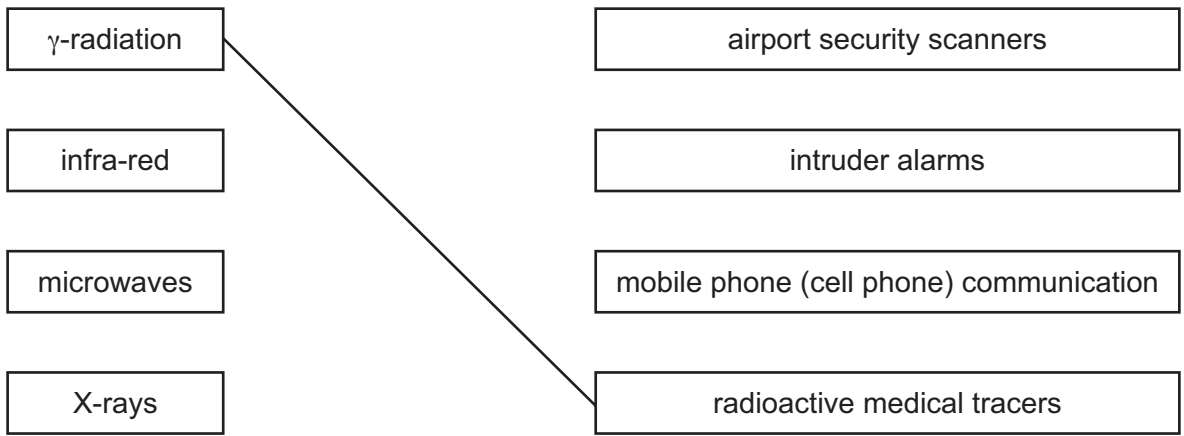 γ-radiation
airport security scanners
infra-red
intruder alarms
microwaves
mobile phone (cell phone) communication
X-rays
radioactive medical tracers